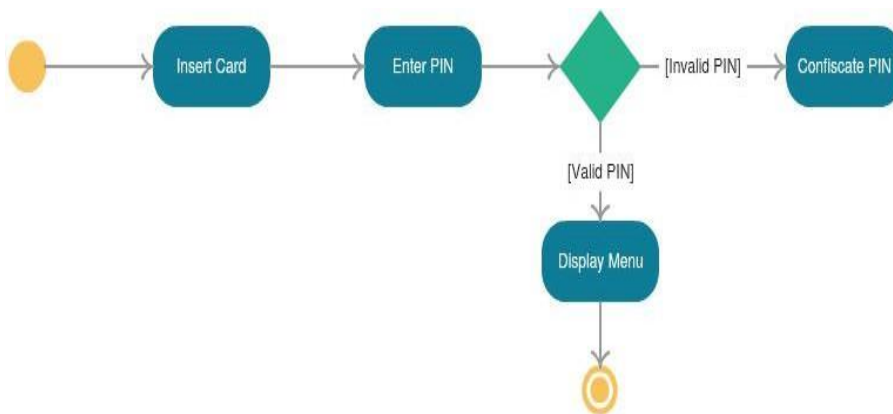 Insert Card
Enter PIN
[Invalid PIN]
Confiscate PIN
[Valid PIN]
Display Menu